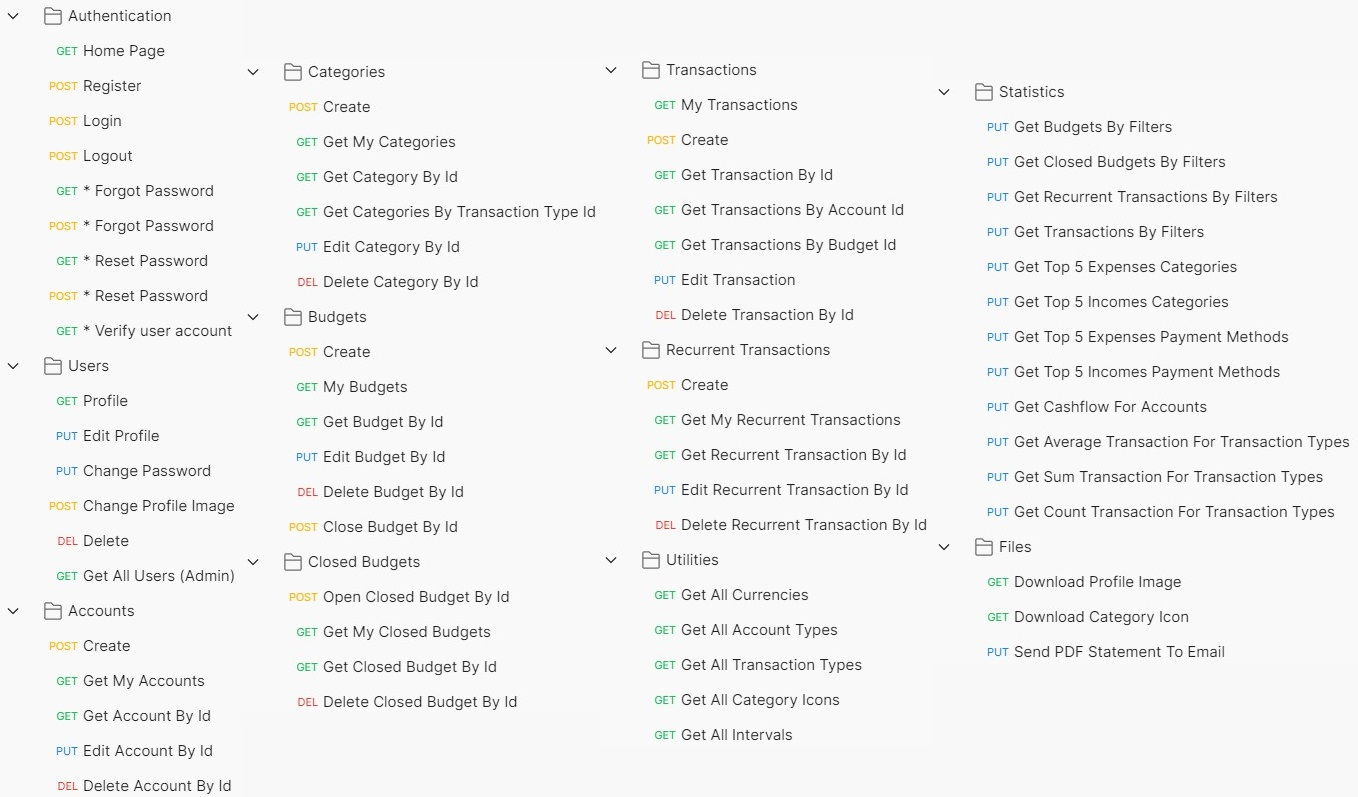 Authentication
GET Home Page
POST Register
POST Login
POST Logout
GET * Forgot Password
POST * Forgot Password
GET * Reset Password
POST * Reset Password
GET * Verify user account
Users
GET Profile
PUT Edit Profile
PUT Change Password
POST Change Profile Image
DEL Delete
GET Get All Users (Admin)
Accounts
POST Create
GET Get My Accounts
GET Get Account By Id
PUT Edit Account By Id
DEL Delete Account By Id
Categories
POST Create
GET Get My Categories
GET Get Category By Id
GET Get Categories By Transaction Type Id
PUT Edit Category By Id
DEL Delete Category By Id
Budgets
POST Create
GET My Budgets
GET Get Budget By Id
PUT Edit Budget By Id
DEL Delete Budget By Id
POST Close Budget By Id
Closed Budgets
POST Open Closed Budget By Id
GET Get My Closed Budgets
GET Get Closed Budget By Id
DEL Delete Closed Budget By Id
Transactions
GET My Transactions
POST Create
GET Get Transaction By Id
GET Get Transactions By Account Id
GET Get Transactions By Budget Id
PUT Edit Transaction
DEL Delete Transaction By Id
Recurrent Transactions
POST Create
GET Get My Recurrent Transactions
GET Get Recurrent Transaction By Id
PUT Edit Recurrent Transaction By Id
DEL Delete Recurrent Transaction By Id
Utilities
GET Get All Currencies
GET Get All Account Types
GET Get All Transaction Types
GET Get All Category Icons
GET Get All Intervals
Statistics
PUT Get Budgets By Filters
PUT Get Closed Budgets By Filters
PUT Get Recurrent Transactions By Filters
PUT Get Transactions By Filters
PUT Get Top 5 Expenses Categories
PUT Get Top 5 Incomes Categories
PUT Get Top 5 Expenses Payment Methods
PUT Get Top 5 Incomes Payment Methods
PUT Get Cashflow For Accounts
PUT Get Average Transaction For Transaction Types
PUT Get Sum Transaction For Transaction Types
PUT Get Count Transaction For Transaction Types
Files
GET Download Profile Image
GET Download Category Icon
PUT Send PDF Statement To Email